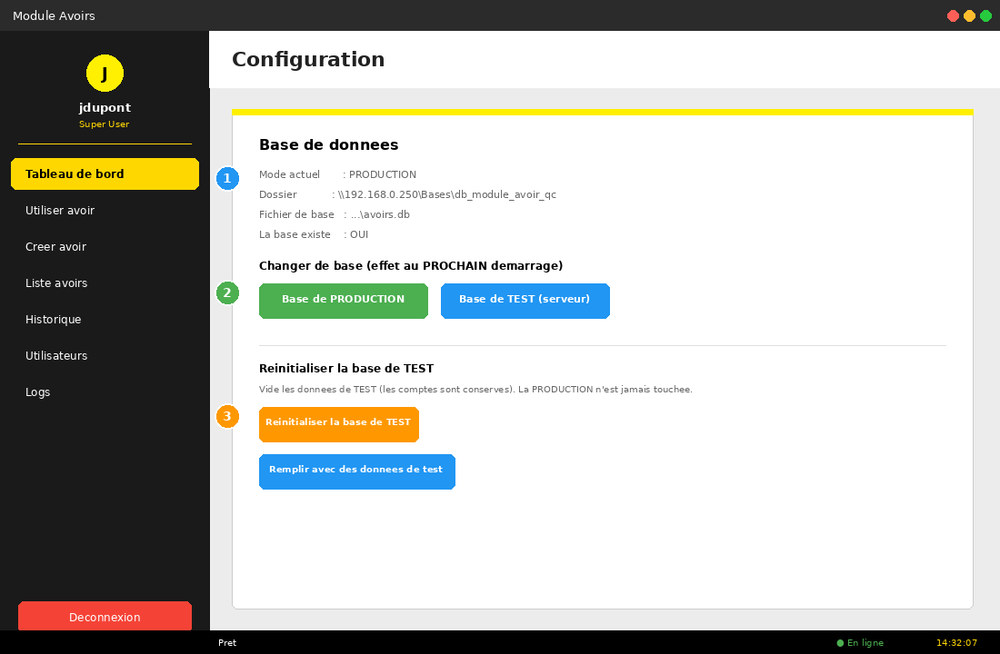 Module Avoirs
J
jdupont
Super User
Tableau de bord
Utiliser avoir
Creer avoir
Liste avoirs
Historique
Utilisateurs
Logs
Deconnexion
Configuration
Base de donnees
1
Mode actuel : PRODUCTION
Dossier : \\192.168.0.250\Bases\db_module_avoir_qc
Fichier de base : ...\avoirs.db
La base existe : OUI
Changer de base (effet au PROCHAIN demarrage)
2
Base de PRODUCTION
Base de TEST (serveur)
Reinitialiser la base de TEST
Vide les donnees de TEST (les comptes sont conserves). La PRODUCTION n'est jamais touchee.
3
Reinitialiser la base de TEST
Remplir avec des donnees de test
Pret
En ligne
14:32:07